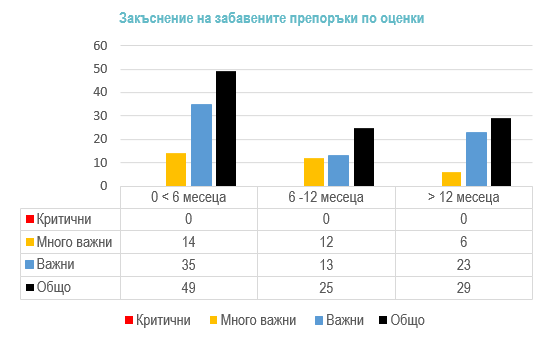 Закъснение на забавените препоръки по оценки
60
50
40
30
20
10
0
0 < 6 месеца 6 -12 месеца > 12 месеца
Критични 0 0 0
Много важни 14 12 6
Важни 35 13 23
Общо 49 25 29
Критични Много важни Важни Общо